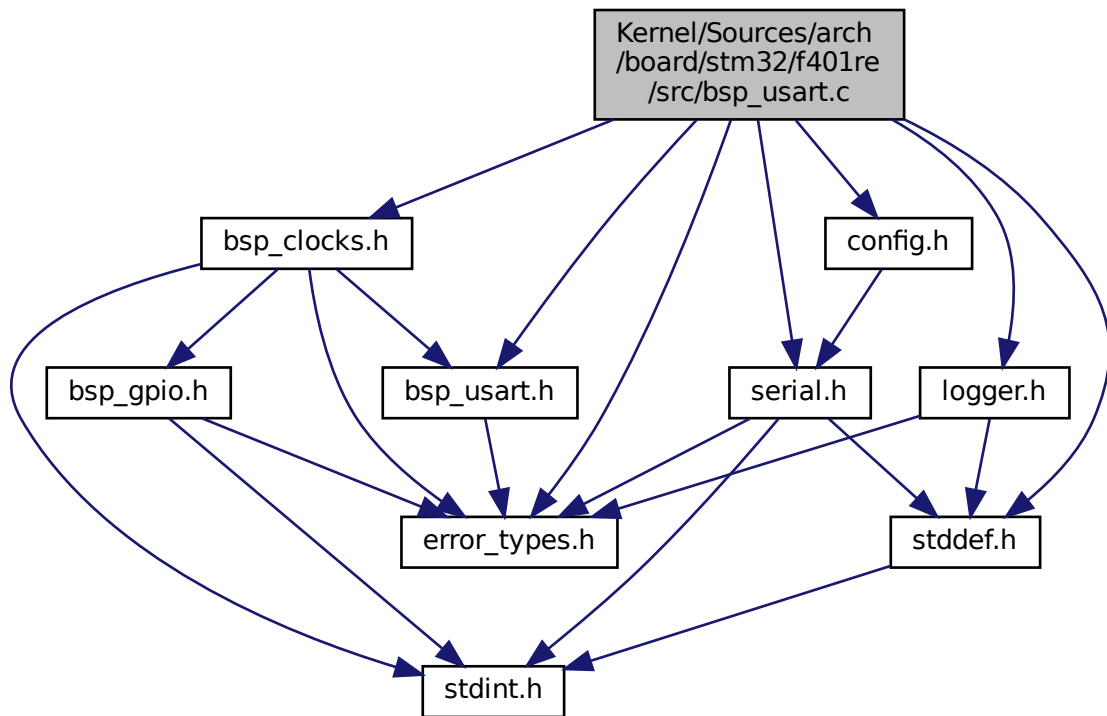 Kernel/Sources/arch
/board/stm32/f401re
/src/bsp_usart.c
bsp_clocks.h
config.h
bsp_gpio.h
bsp_usart.h
serial.h
logger.h
error_types.h
stddef.h
stdint.h